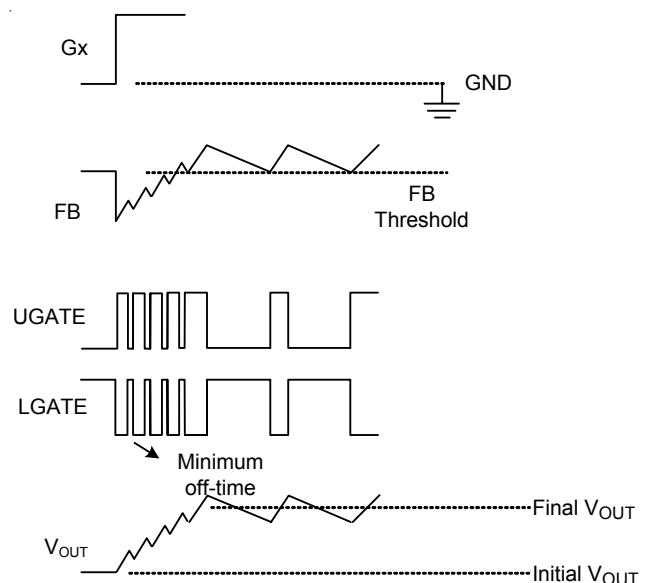 Gx
GND
FB
FB
Threshold
UGATE
LGATE
Minimum
off-time
Final VOUT
VOUT
Initial VOUT